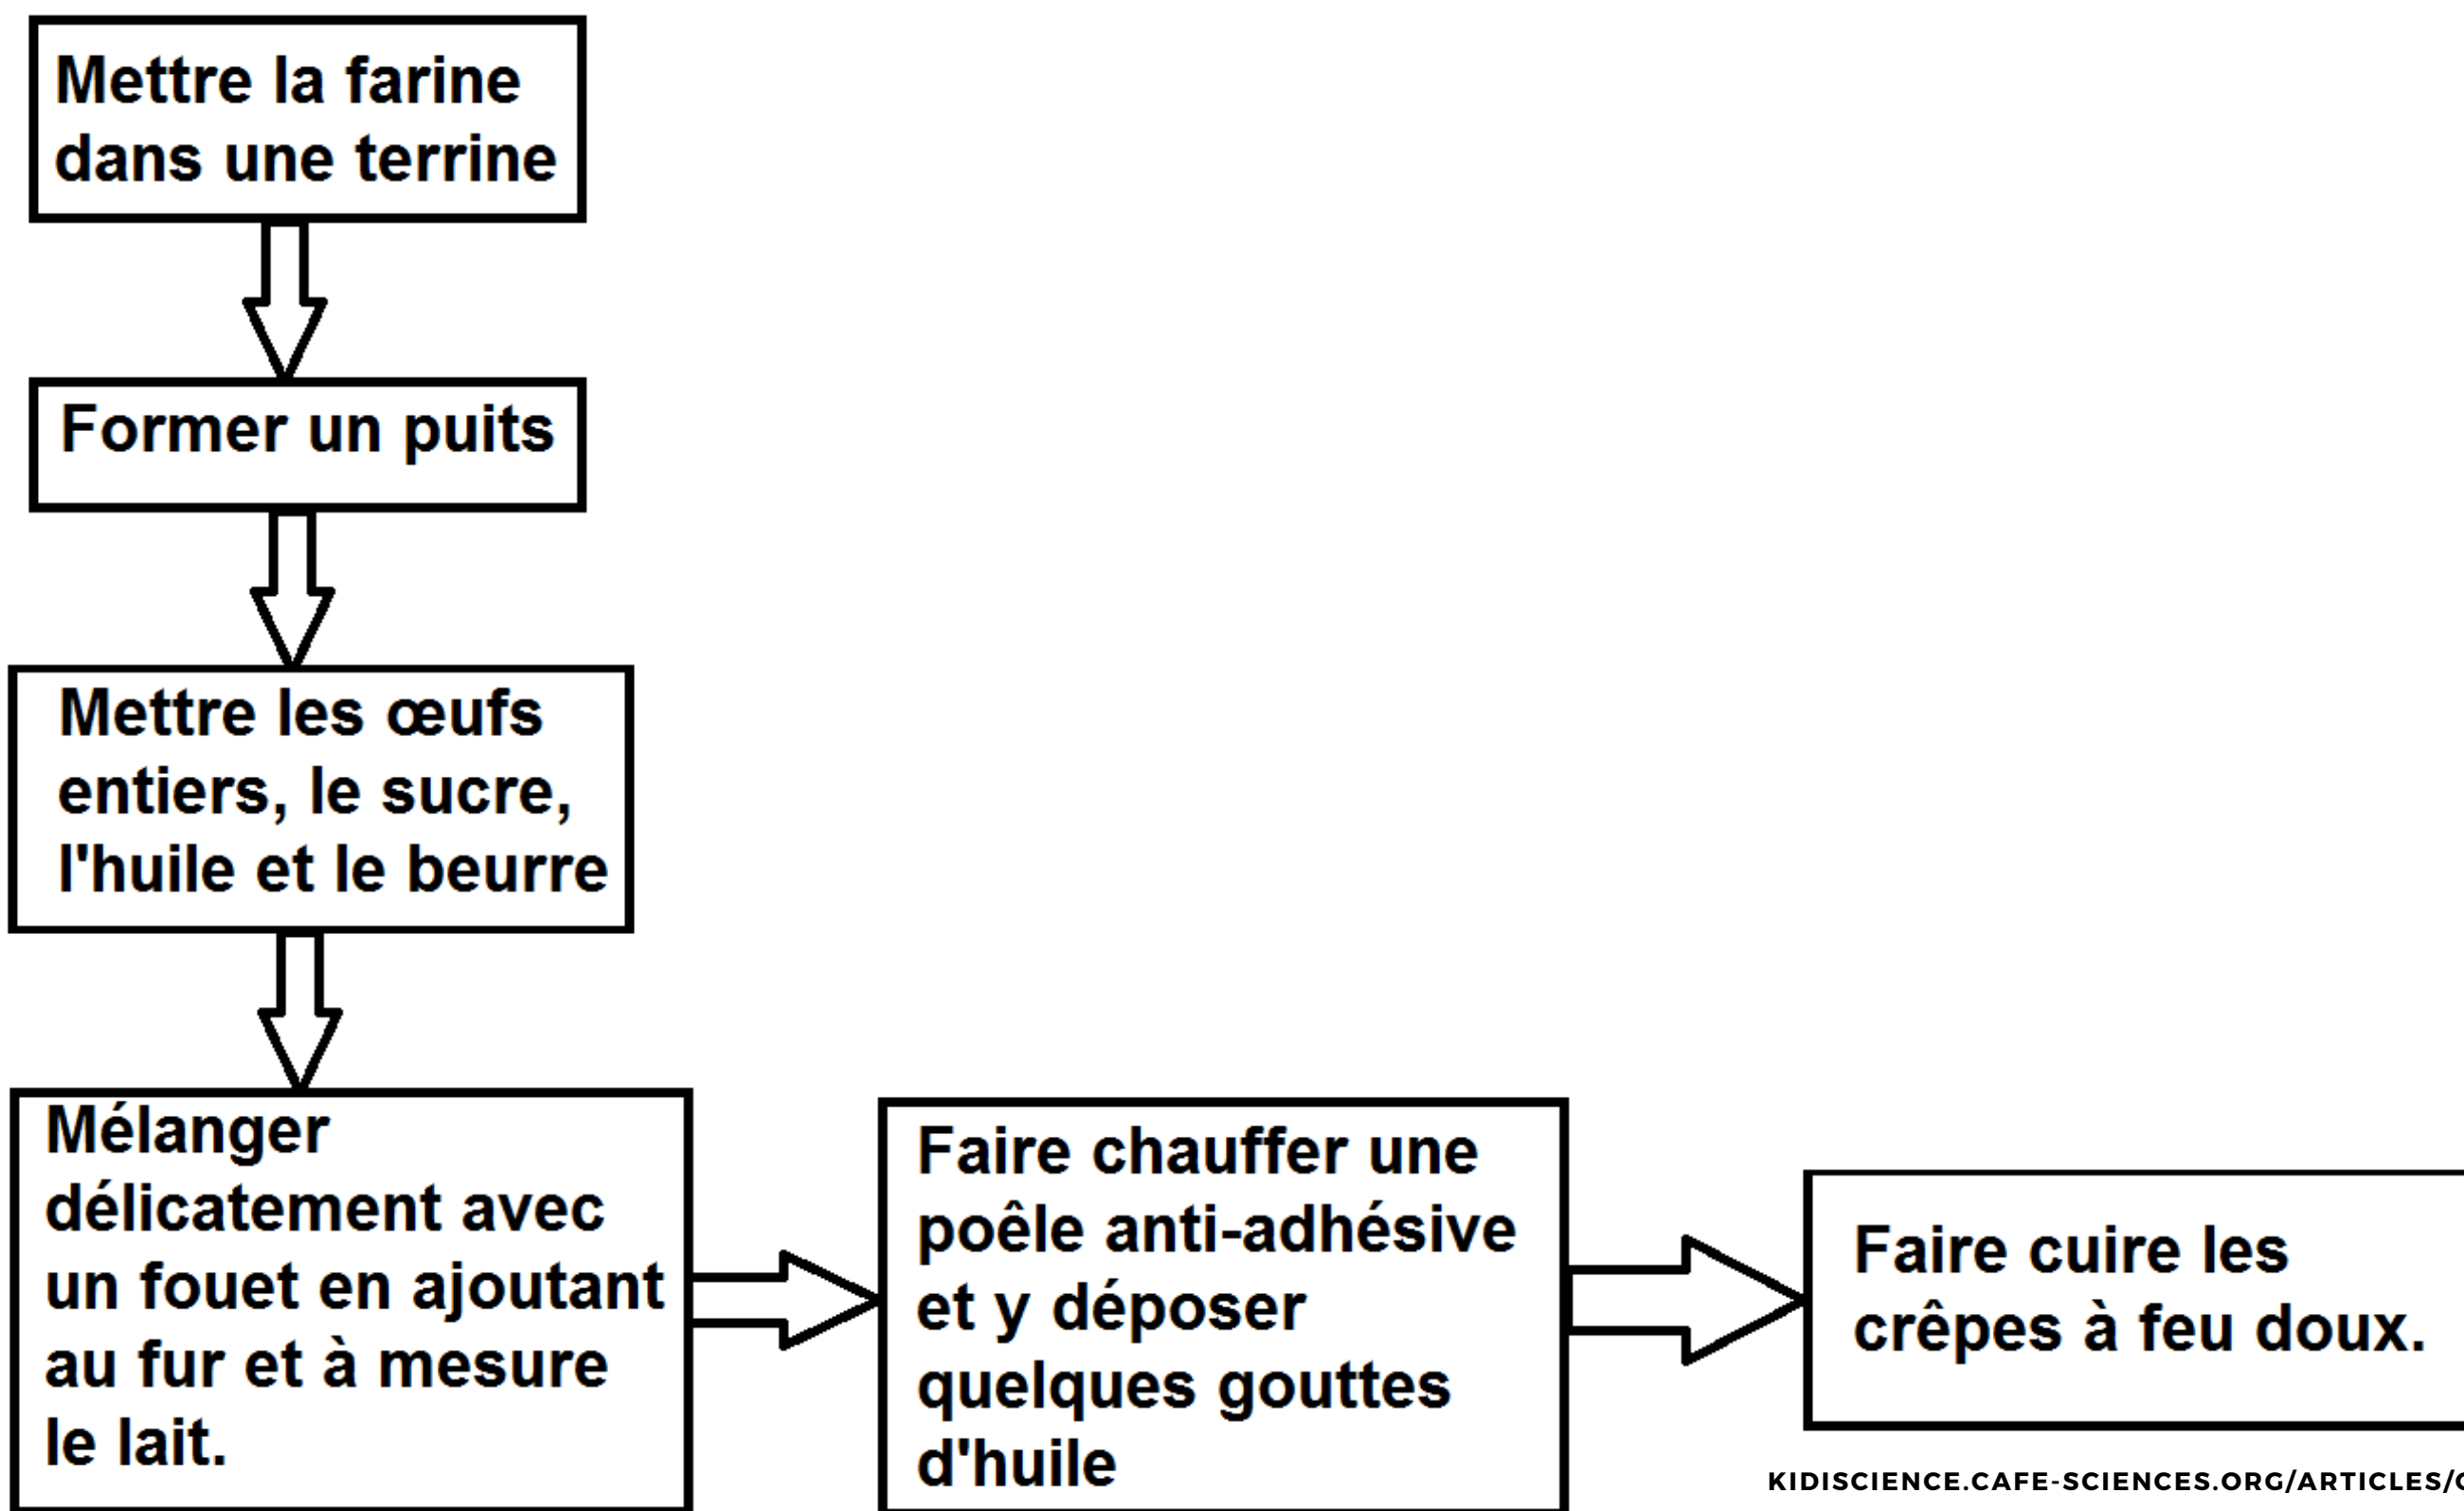 Mettre la farine
dans une terrine
Former un puits
Mettre les œufs
entiers, le sucre,
l'huile et le beurre
Mélanger
délicatement avec
un fouet en ajoutant
au fur et à mesure
le lait.
Faire chauffer une
poêle anti-adhésive
et y déposer
quelques gouttes
d'huile
Faire cuire les
crêpes à feu doux.
KIDISCIENCE.CAFE-SCIENCES.ORG/ARTICLES/